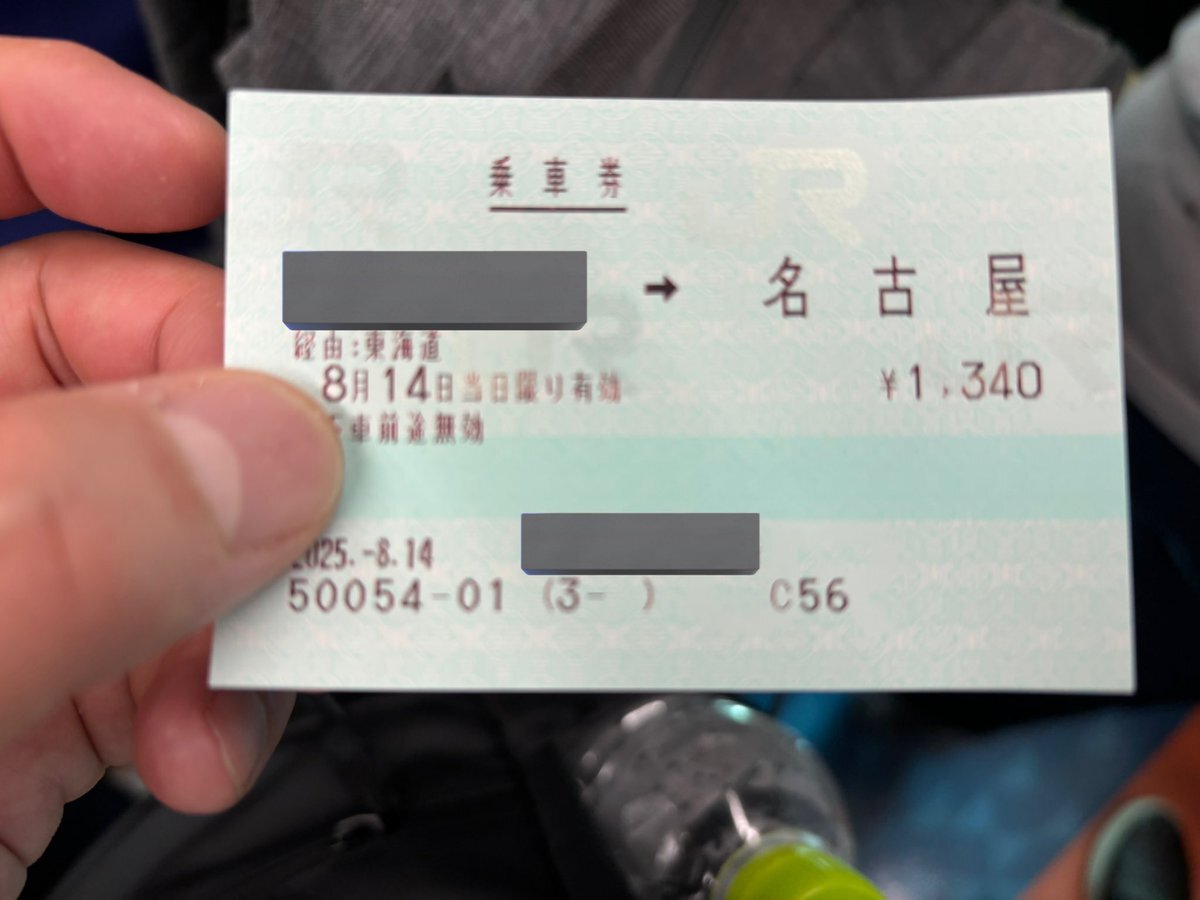 乗車券
➡ 名古屋
経由:東海道
8月14日当日限り有効 ¥1,340
車前途無効
2025.-8.14
50054-01 (3- ) C56